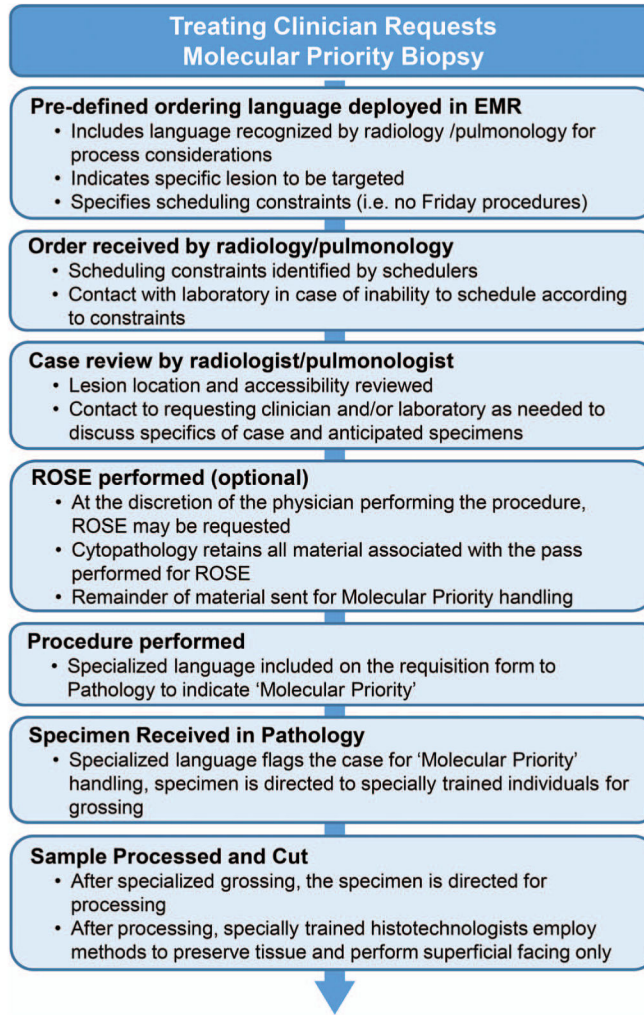 Treating Clinician Requests
Molecular Priority Biopsy
Pre-defined ordering language deployed in EMR
• Includes language recognized by radiology /pulmonology for
process considerations
• Indicates specific lesion to be targeted
• Specifies scheduling constraints (i.e. no Friday procedures)
Order received by radiology/pulmonology
• Scheduling constraints identified by schedulers
• Contact with laboratory in case of inability to schedule according
to constraints
Case review by radiologist/pulmonologist
• Lesion location and accessibility reviewed
• Contact to requesting clinician and/or laboratory as needed to
discuss specifics of case and anticipated specimens
ROSE performed (optional)
• At the discretion of the physician performing the procedure,
ROSE may be requested
• Cytopathology retains all material associated with the pass
performed for ROSE
• Remainder of material sent for Molecular Priority handling
Procedure performed
• Specialized language included on the requisition form to
Pathology to indicate ‘Molecular Priority’
Specimen Received in Pathology
• Specialized language flags the case for ‘Molecular Priority’
handling, specimen is directed to specially trained individuals for
grossing
Sample Processed and Cut
• After specialized grossing, the specimen is directed for
processing
• After processing, specially trained histotechnologists employ
methods to preserve tissue and perform superficial facing only